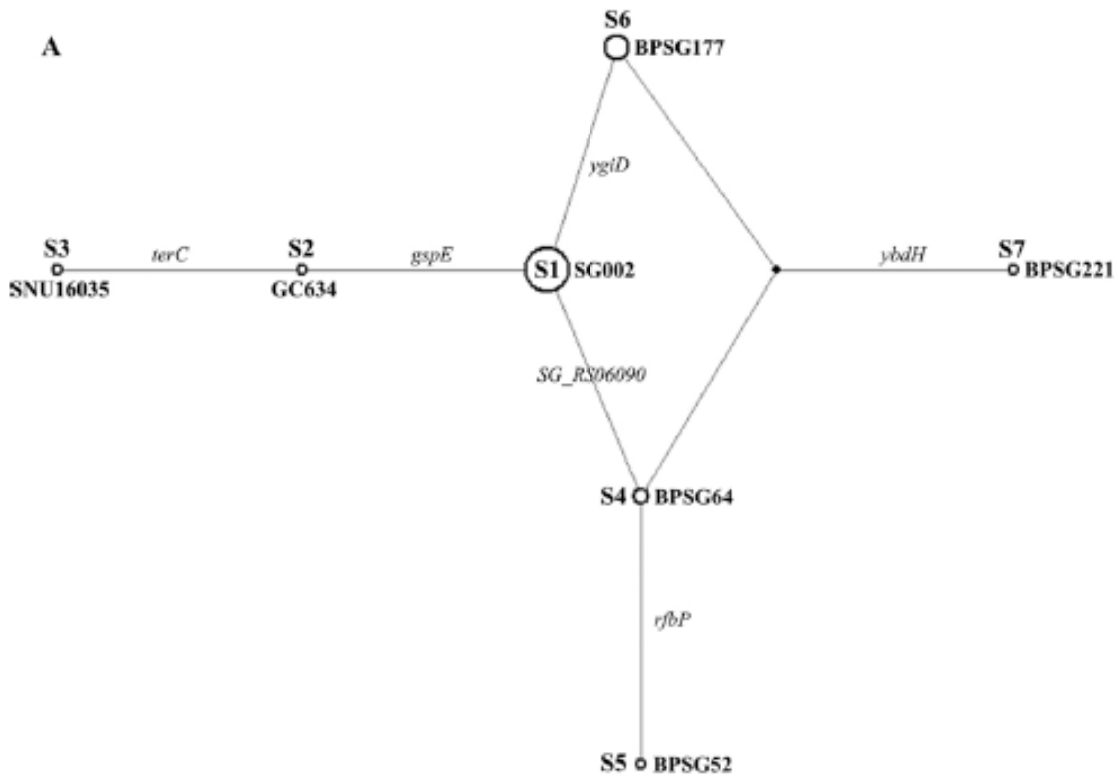 A
S6
BPSG177
ygiD
S3
terC
S2
gspE
S1
SG002
ybdH
S7
BPSG221
SNU16035
GC634
SG_RS06090
S4
BPSG64
rfbP
S5
BPSG52